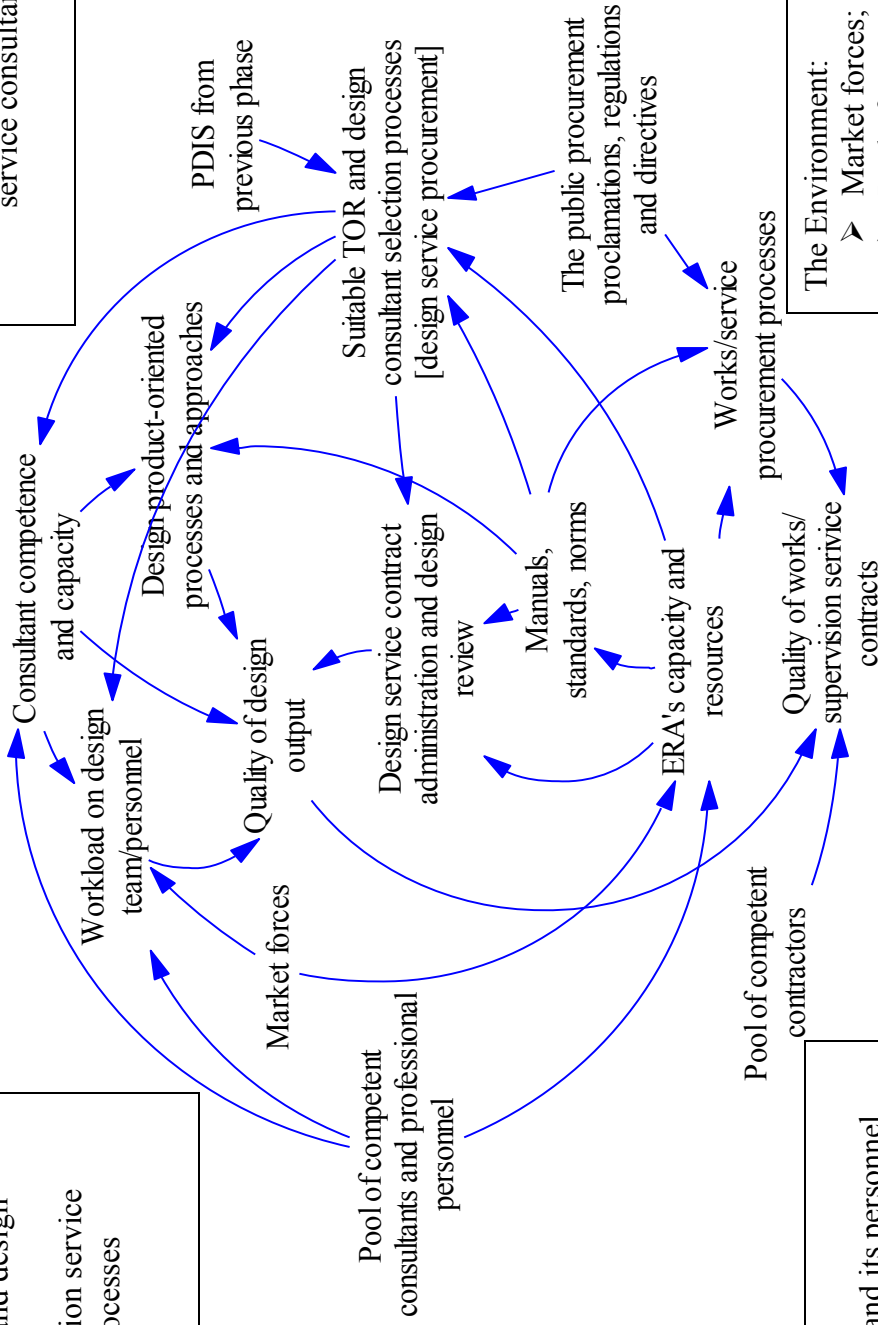 design
ion service
ocesses
service
Consultant competence
and capacity
Workload on design
team/personnel
Design product-oriented
processes and approaches
PDIS from
previous phase
Quality of design
output
Market forces
Suitable TOR and design
consultant selection processes
[design service procurement]
Pool of competent
consultants and professional
personnel
Design service contract
administration and design
review
Manuals,
standards, norms
The public procurement
proclamations, regulations
and directives
ERA's capacity and
resources
Works/service
procurement processes
Pool of competent
contractors
Quality of works/
supervision serivice
contracts
The Environment:
➢ Market forces;
and its personnel